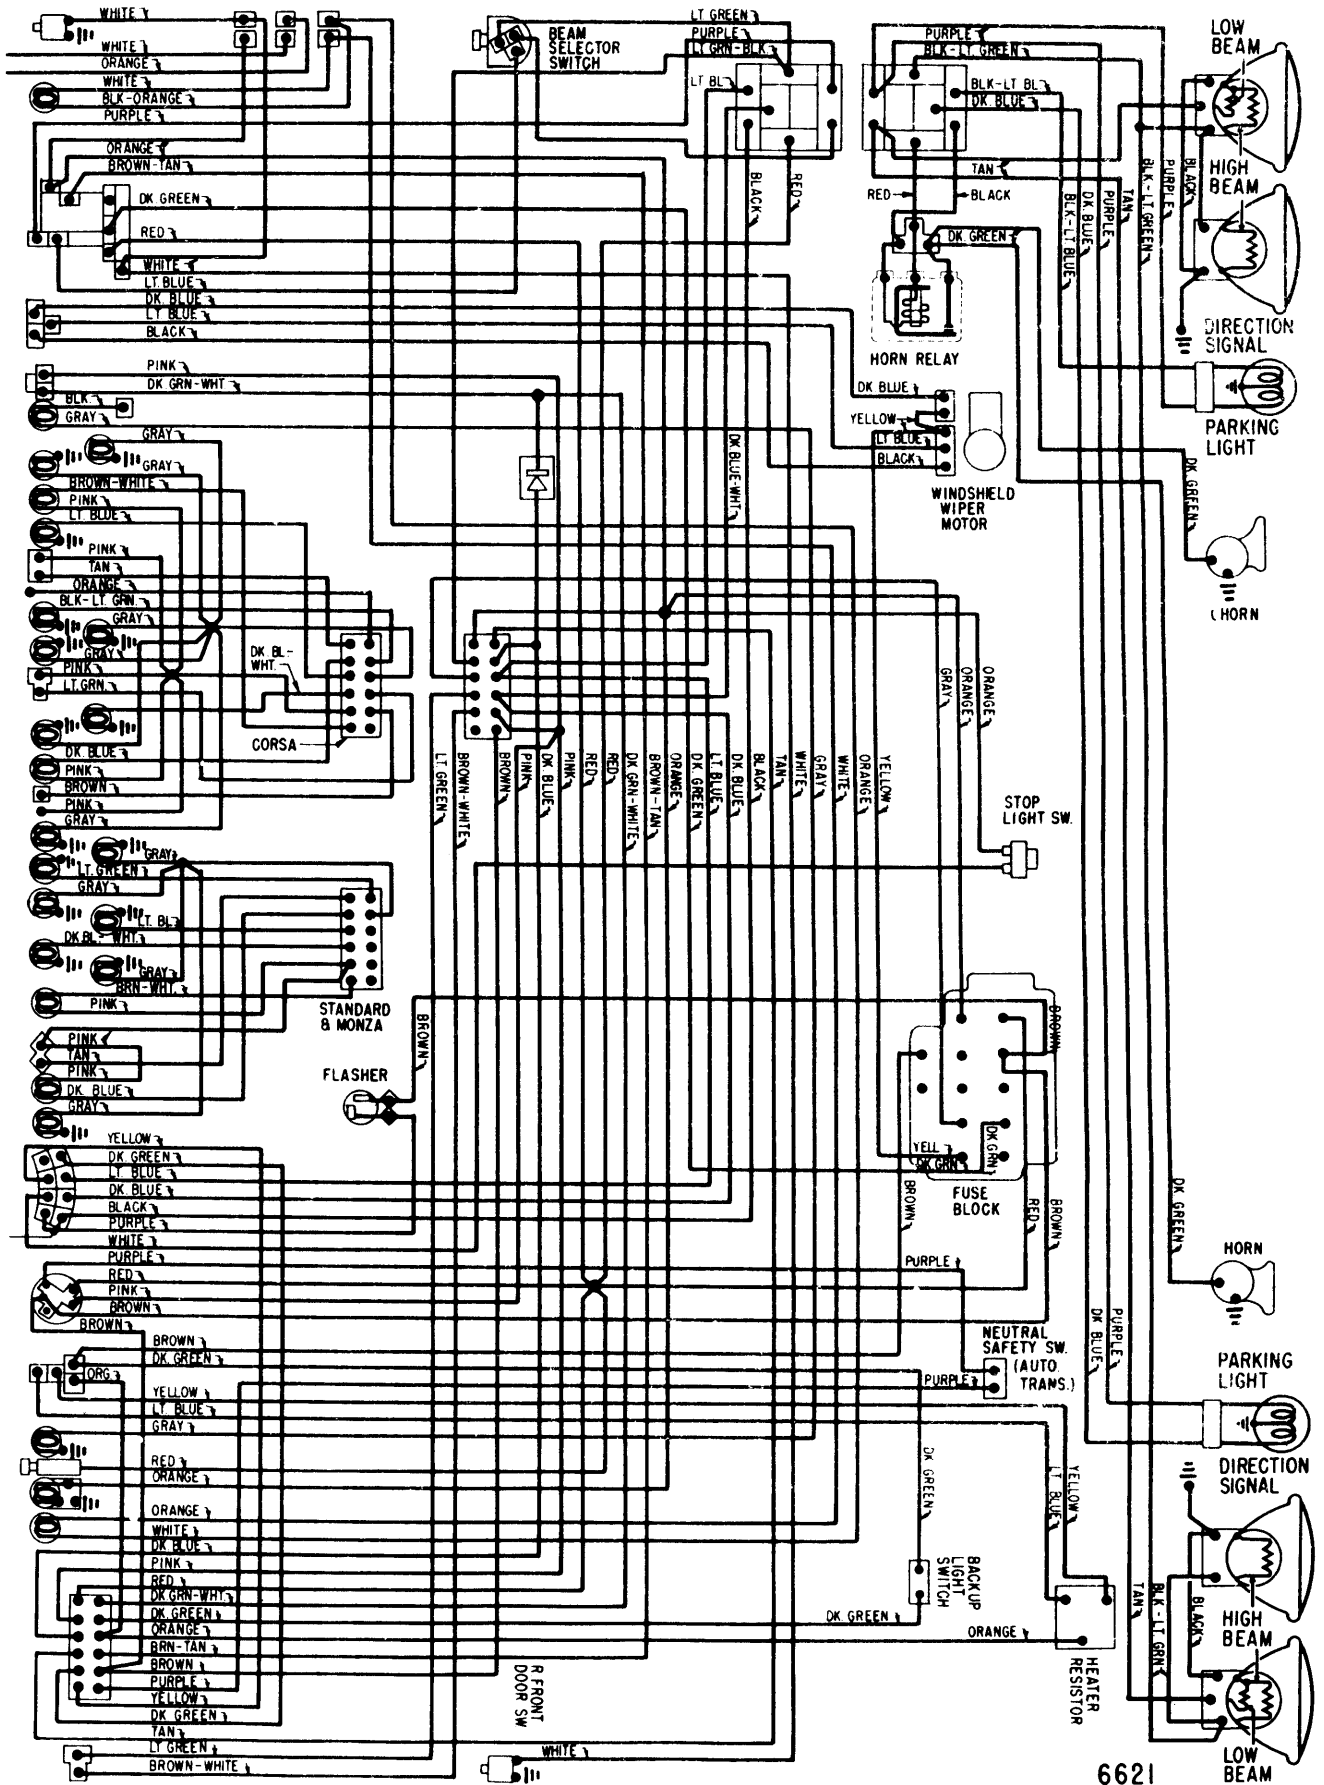 WHITE
WHITE
ORANGE
WHITE
BLK-ORANGE
PURPLE
ORANGE
BROWN-TAN
DK GREEN
RED
WHITE
LT. BLUE
DK. BLUE
LT BLUE
BLACK
PINK
DK GRN-WHT
BLK.
GRAY
GRAY
GRAY
BROWN-WHITE
PINK
LT BLUE
PINK
TAN
ORANGE
BLK-LT. GRN.
GRAY
GRAY
PINK
LT.GRN.
DK BLUE
PINK
BROWN
PINK
GRAY
GRAY
LT.GREEN
GRAY
LT. BL
DK.BL.- WHT.
GRAY
BRN-WHT.
PINK
PINK
TAN
PINK
DK. BLUE
GRAY
YELLOW
DK. GREEN
LT. BLUE
DK. BLUE
BLACK
PURPLE
WHITE
PURPLE
RED
PINK
BROWN
BROWN
BROWN
DK. GREEN
ORG.
YELLOW
LT. BLUE
GRAY
RED
ORANGE
ORANGE
WHITE
DK BLUE
PINK
RED
DK GRN-WHT.
DK. GREEN
ORANGE
BRN-TAN
BROWN
PURPLE
YELLOW
DK GREEN
TAN
LT GREEN
BROWN-WHITE
DK. BL-
WHT.
CORSA
STANDARD
& MONZA
FLASHER
BROWN
BEAM
SELECTOR
SWITCH
LT GREEN
PURPLE
LT GRN-BLK
LT BL
BLACK
RED
DK BLUE-WHT
LT. GREEN
BROWN-WHITE
BROWN
PINK
DK. BLUE
PINK
RED
RED
DK GRN-WHITE
BROWN-TAN
ORANGE
DK GREEN
LT BLUE
DK. BLUE
BLACK
TAN
WHITE
GRAY
WHITE
ORANGE
YELLOW
PURPLE
BLK-LT GREEN
BLK-LT BL
DK. BLUE
TAN
RED
BLACK
DK. GREEN
HORN RELAY
DK BLUE
YELLOW
LT BLUE
BLACK
WINDSHIELD
WIPER
MOTOR
BLK-LT BLUE
DK BLUE
PURPLE
TAN
BLK-LT.GREEN
PURPLE
BLACK
LOW
BEAM
HIGH
BEAM
DIRECTION
SIGNAL
PARKING
LIGHT
DK GREEN
HORN
GRAY
ORANGE
ORANGE
STOP
LIGHT SW.
BROWN
YELL
DK.GRN
DK.GRN
FUSE
BLOCK
BROWN
RED
BROWN
PURPLE
NEUTRAL
SAFETY SW.
(AUTO.
TRANS.)
PURPLE
DK GREEN
HORN
DK BLUE
PURPLE
PARKING
LIGHT
DIRECTION
SIGNAL
DK GREEN
LT BLUE
YELLOW
BACKUP
LIGHT
SWITCH
DK. GREEN
ORANGE
HEATER
RESISTOR
TAN
BLK-LT GRN
BLACK
HIGH
BEAM
LOW
BEAM
R FRONT
DOOR SW
WHITE
6621